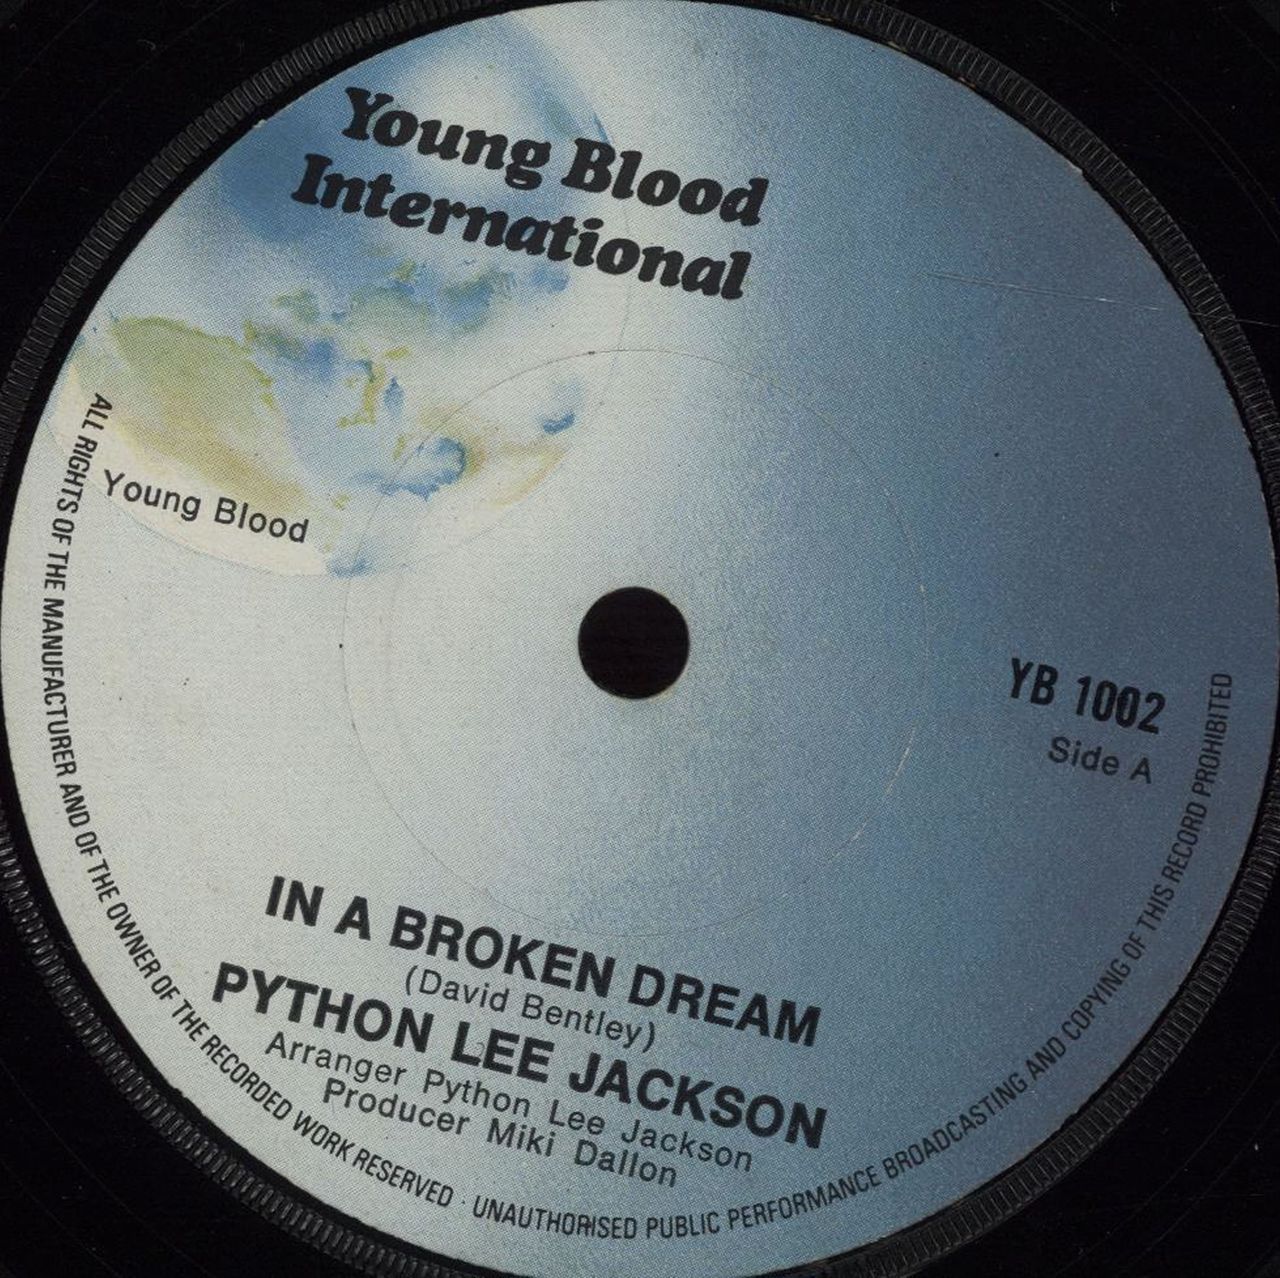 Young Blood
International
Young Blood
YB 1002
Side A
IN A BROKEN DREAM
(David Bentley)
PYTHON LEE JACKSON
Arranger Python Lee Jackson
Producer Miki Dallon
ALL RIGHTS OF THE MANUFACTURER AND OF THE OWNER OF THE RECORDED WORK RESERVED · UNAUTHORISED PUBLIC PERFORMANCE BROADCASTING AND COPYING OF THIS RECORD PROHIBITED